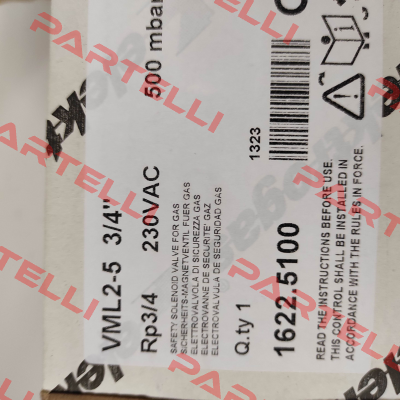 VML2-5 3/4"
Rp3/4 230VAC 500 mbar
SAFETY SOLENOID VALVE FOR GAS
SICHERHEITS-MAGNETVENTIL FUER GAS
ELETTROVALVOLA DI SICUREZZA GAS
ELECTROVANNE DE SECURITE' GAZ
ELECTROVALVULA DE SEGURIDAD GAS
Q.ty 1 1323
1622.5100
READ THE INSTRUCTIONS BEFORE USE.
THIS CONTROL SHALL BE INSTALLED IN
ACCORDANCE WITH THE RULES IN FORCE.
PARTELLI
PARTELLI
PARTELLI
PARTELLI
PARTELLI